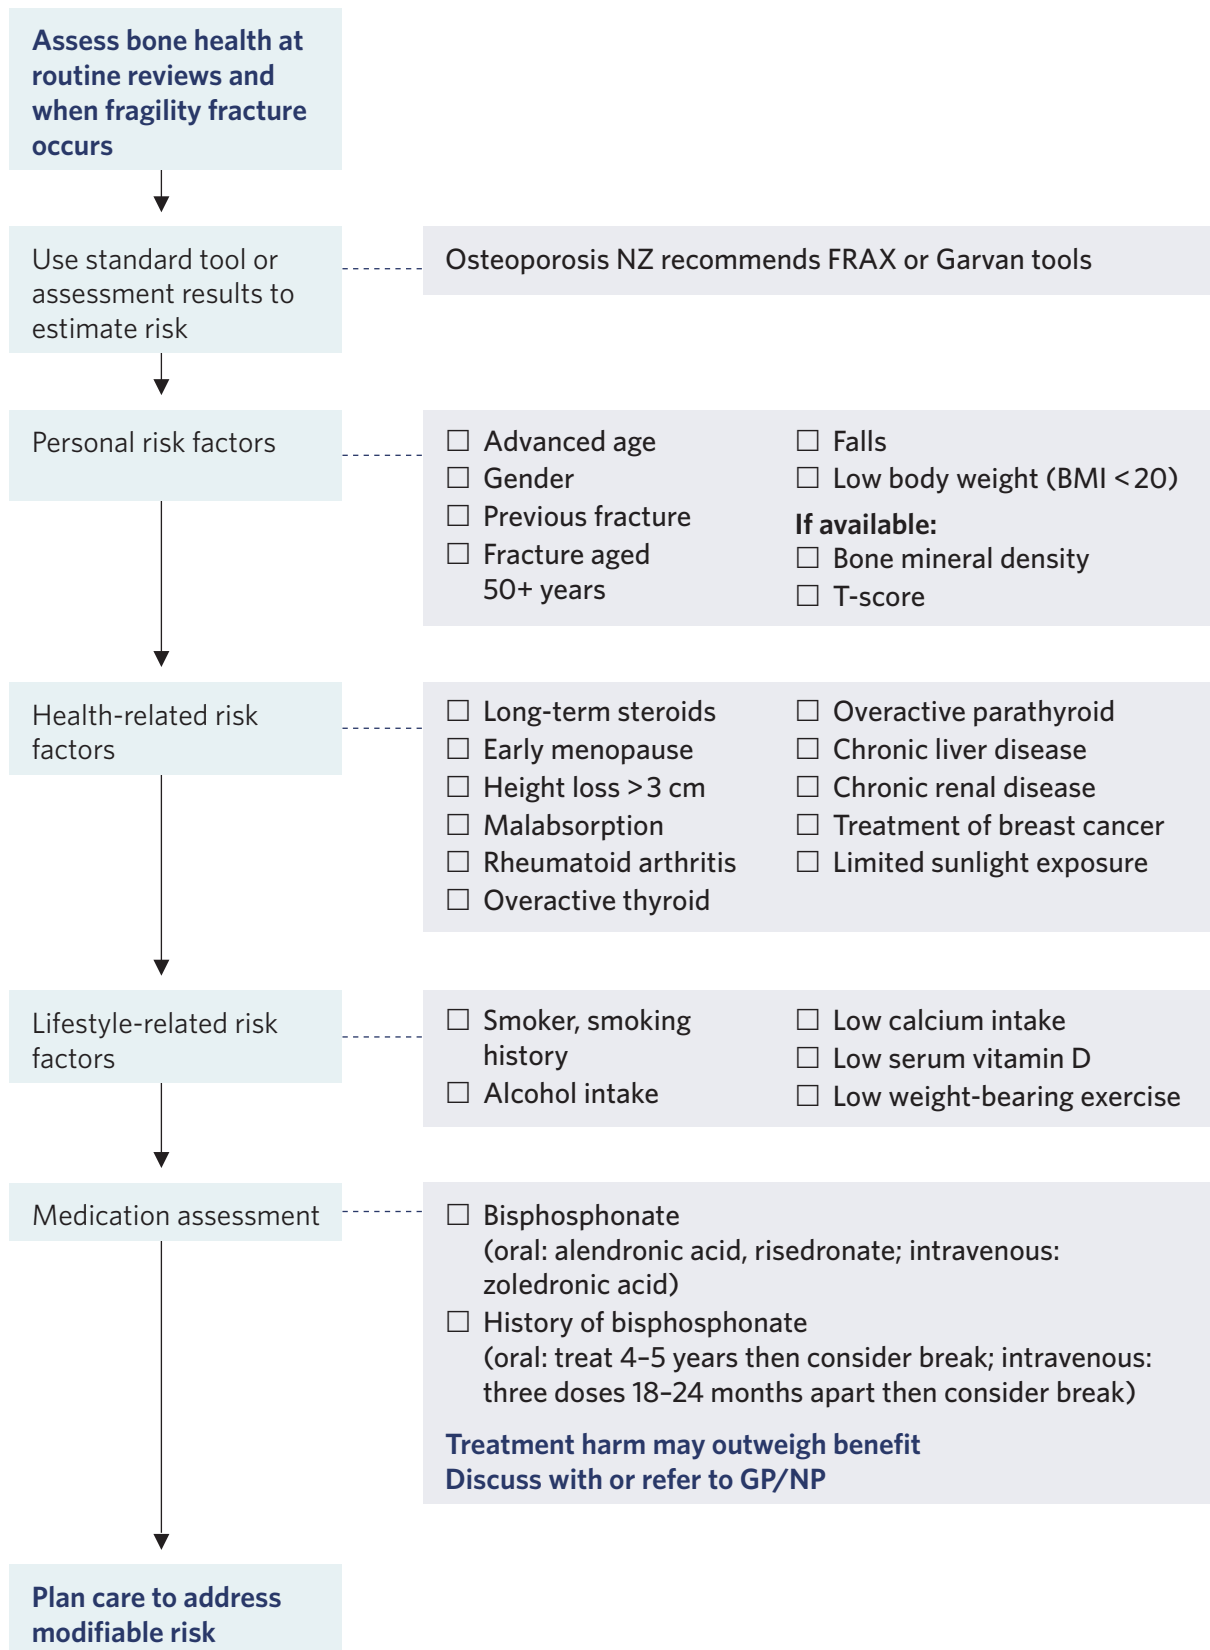 Assess bone health at
routine reviews and
when fragility fracture
occurs
Use standard tool or
assessment results to
estimate risk
Osteoporosis NZ recommends FRAX or Garvan tools
Personal risk factors
☐ Advanced age
☐ Gender
☐ Previous fracture
☐ Fracture aged
50+ years
☐ Falls
☐ Low body weight (BMI <20)
If available:
☐ Bone mineral density
☐ T-score
Health-related risk
factors
☐ Long-term steroids
☐ Early menopause
☐ Height loss >3 cm
☐ Malabsorption
☐ Rheumatoid arthritis
☐ Overactive thyroid
☐ Overactive parathyroid
☐ Chronic liver disease
☐ Chronic renal disease
☐ Treatment of breast cancer
☐ Limited sunlight exposure
Lifestyle-related risk
factors
☐ Smoker, smoking
history
☐ Alcohol intake
☐ Low calcium intake
☐ Low serum vitamin D
☐ Low weight-bearing exercise
Medication assessment
☐ Bisphosphonate
(oral: alendronic acid, risedronate; intravenous:
zoledronic acid)
☐ History of bisphosphonate
(oral: treat 4–5 years then consider break; intravenous:
three doses 18–24 months apart then consider break)
Treatment harm may outweigh benefit
Discuss with or refer to GP/NP
Plan care to address
modifiable risk